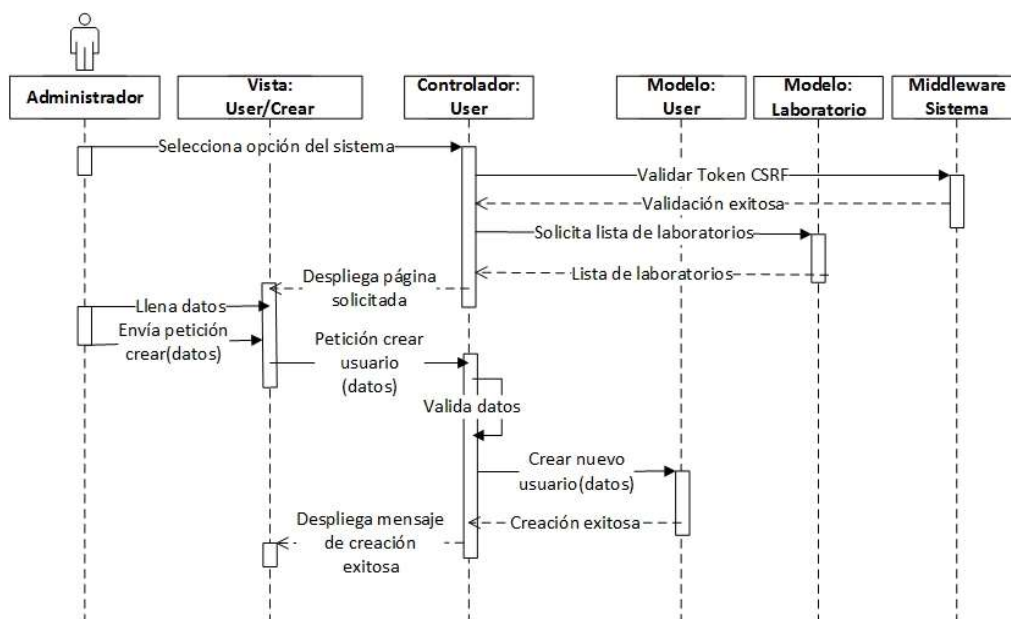 Administrador
Vista:
User/Crear
Controlador:
User
Modelo:
User
Modelo:
Laboratorio
Middleware
Sistema
Selecciona opción del sistema
Validar Token CSRF
Validación exitosa
Solicita lista de laboratorios
Lista de laboratorios
Despliega página
solicitada
Llena datos
Envía petición
crear(datos)
Petición crear
usuario
(datos)
Valida datos
Crear nuevo
usuario(datos)
Creación exitosa
Despliega mensaje
de creación
exitosa